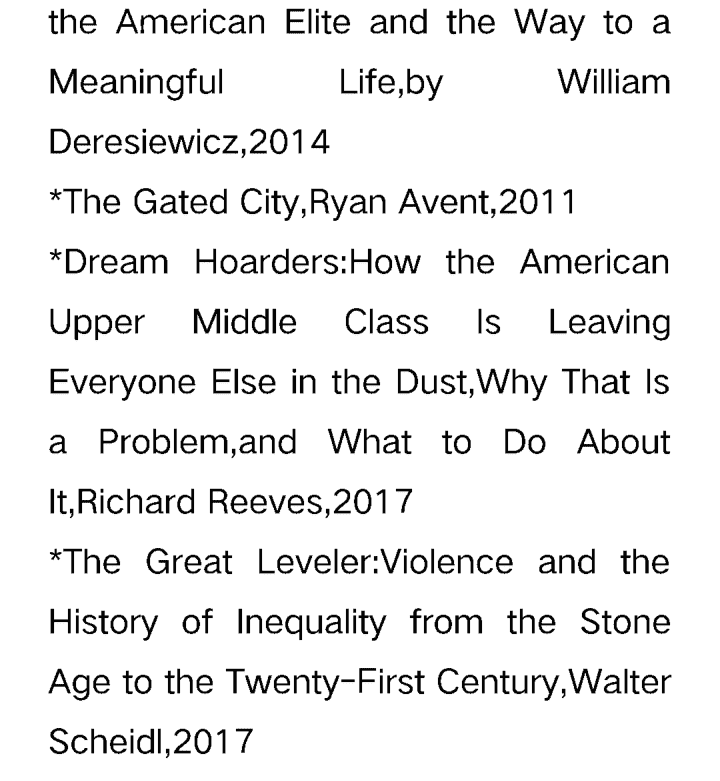 the American Elite and the Way to a
Meaningful Life,by William
Deresiewicz,2014
*The Gated City,Ryan Avent,2011
*Dream Hoarders:How the American
Upper Middle Class Is Leaving
Everyone Else in the Dust,Why That Is
a Problem,and What to Do About
It,Richard Reeves,2017
*The Great Leveler:Violence and the
History of Inequality from the Stone
Age to the Twenty-First Century,Walter
Scheidl,2017